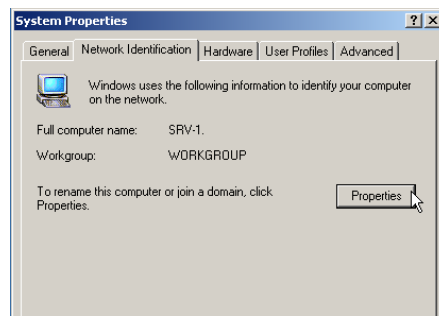 System Properties
? X
General Network Identification Hardware User Profiles Advanced
Windows uses the following information to identify your computer
on the network.
Full computer name: SRV-1.
Workgroup: WORKGROUP
To rename this computer or join a domain, click
Properties.
Properties